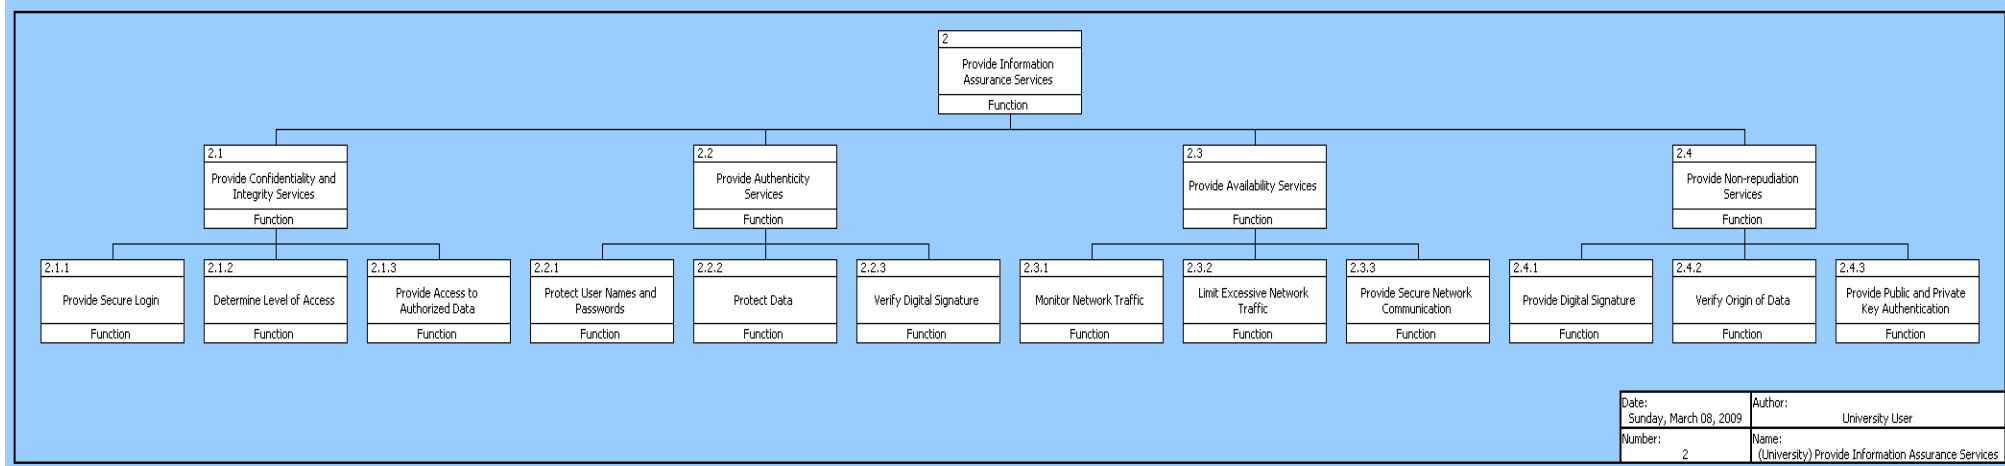 2
Provide Information
Assurance Services
Function
2.1
Provide Confidentiality and
Integrity Services
Function
2.2
Provide Authenticity
Services
Function
2.3
Provide Availability Services
Function
2.4
Provide Non-repudiation
Services
Function
2.1.1
Provide Secure Login
Function
2.1.2
Determine Level of Access
Function
2.1.3
Provide Access to
Authorized Data
Function
2.2.1
Protect User Names and
Passwords
Function
2.2.2
Protect Data
Function
2.2.3
Verify Digital Signature
Function
2.3.1
Monitor Network Traffic
Function
2.3.2
Limit Excessive Network
Traffic
Function
2.3.3
Provide Secure Network
Communication
Function
2.4.1
Provide Digital Signature
Function
2.4.2
Verify Origin of Data
Function
2.4.3
Provide Public and Private
Key Authentication
Function
Date:
Sunday, March 08, 2009
Author:
University User
Number:
2
Name:
(University) Provide Information Assurance Services